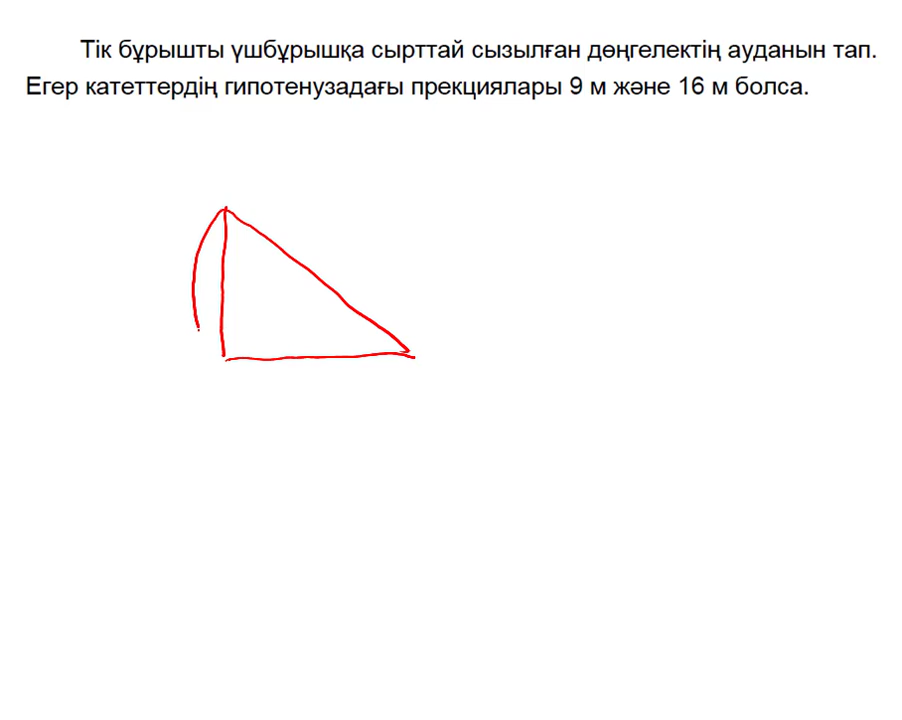 Тік бұрышты үшбұрышқа сырттай сызылған дөңгелектің ауданын тап.
Егер катеттердің гипотенузадағы прекциялары 9 м және 16 м болса.